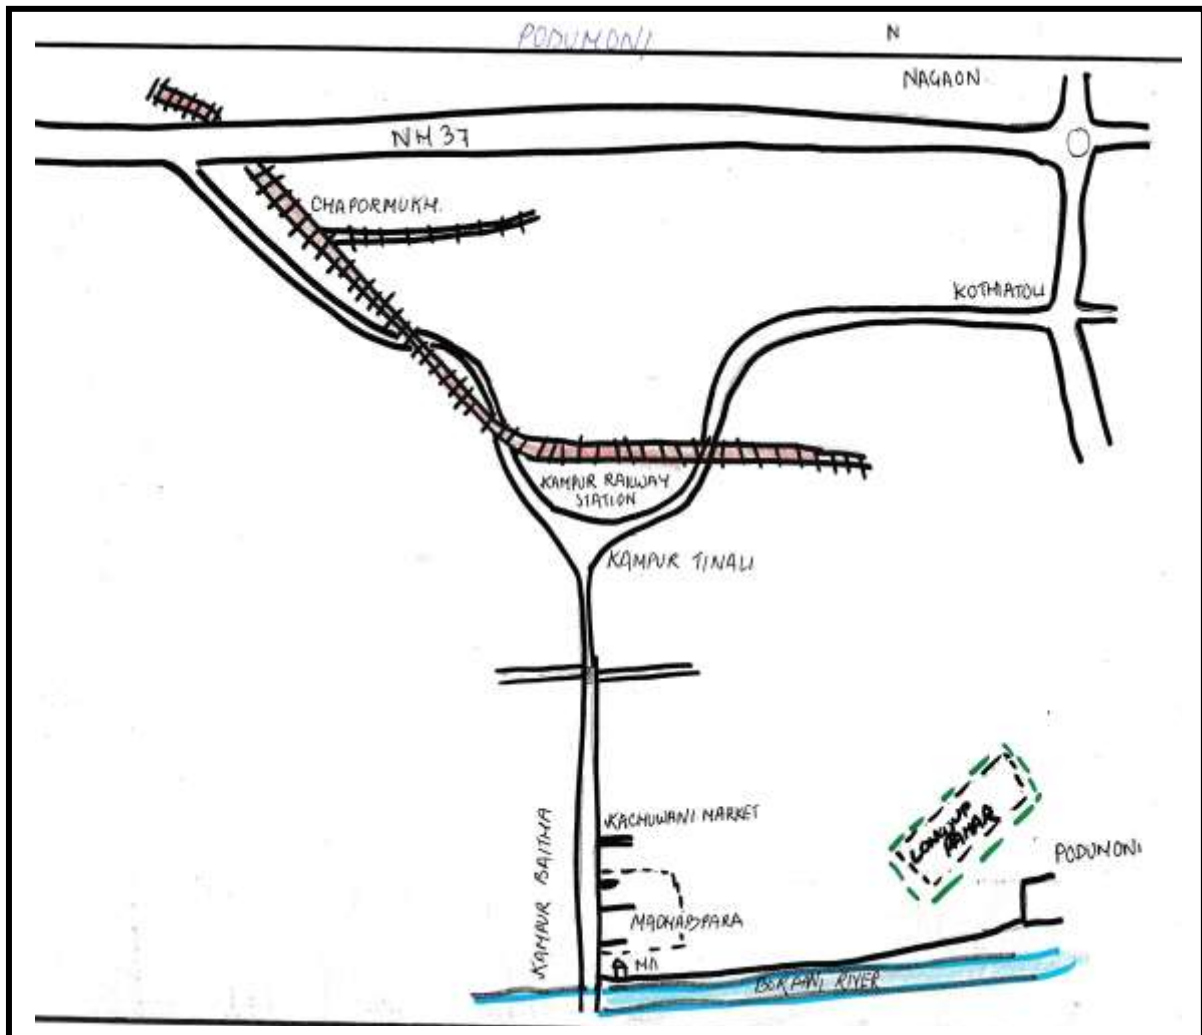 PODUMONI
N
NAGAON
NH 37
CHAPORMUKH.
KOTHIATOLI
KAMPUR RAILWAY
STATION
KAMPUR TINALI
KACHUWANI MARKET
KAMPUR BAITHA
PAHAR
PODUMONI
MADHABPARA
BORPANI RIVER